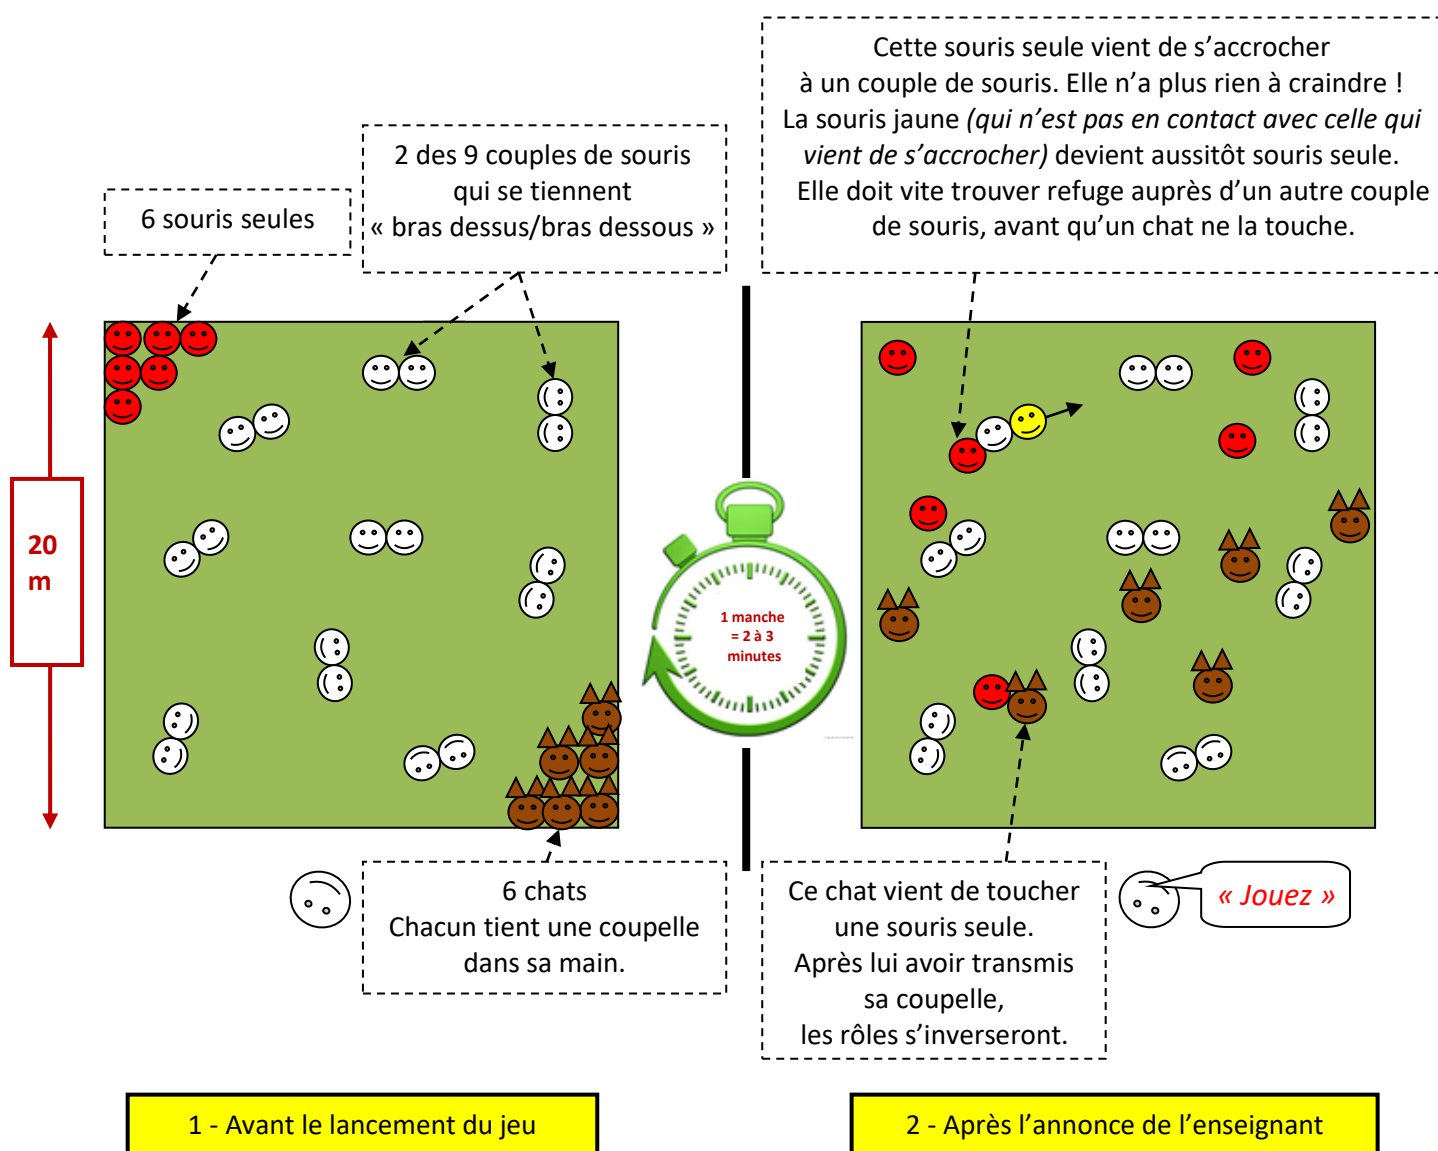 Cette souris seule vient de s’accrocher
à un couple de souris. Elle n’a plus rien à craindre !
La souris jaune (qui n’est pas en contact avec celle qui
vient de s’accrocher) devient aussitôt souris seule.
Elle doit vite trouver refuge auprès d’un autre couple
de souris, avant qu’un chat ne la touche.
2 des 9 couples de souris
qui se tiennent
« bras dessus/bras dessous »
6 souris seules
20
m
1 manche
= 2 à 3
minutes
6 chats
Chacun tient une coupelle
dans sa main.
Ce chat vient de toucher
une souris seule.
Après lui avoir transmis
sa coupelle,
les rôles s’inverseront.
« Jouez »
1 - Avant le lancement du jeu
2 - Après l’annonce de l’enseignant